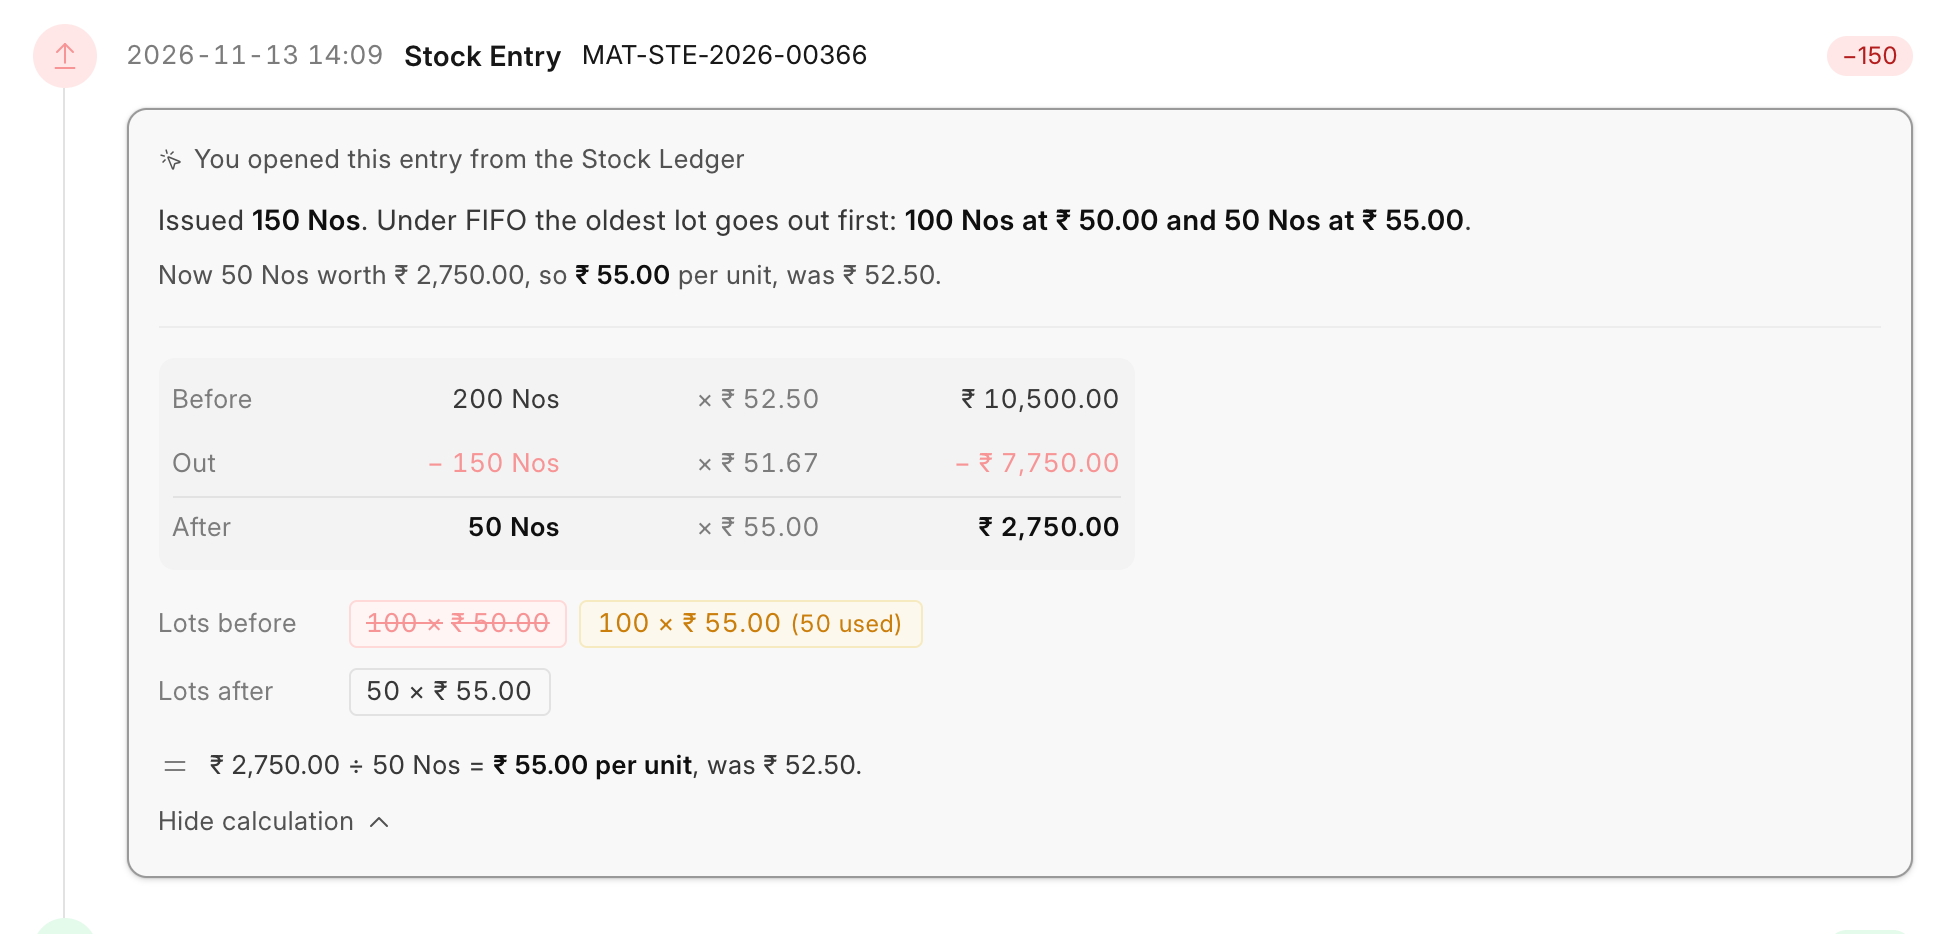 2026-11-13 14:09 Stock Entry MAT-STE-2026-00366 −150
You opened this entry from the Stock Ledger
Issued 150 Nos. Under FIFO the oldest lot goes out first: 100 Nos at ₹ 50.00 and 50 Nos at ₹ 55.00.
Now 50 Nos worth ₹ 2,750.00, so ₹ 55.00 per unit, was ₹ 52.50.
Before 200 Nos × ₹ 52.50 ₹ 10,500.00
Out − 150 Nos × ₹ 51.67 − ₹ 7,750.00
After 50 Nos × ₹ 55.00 ₹ 2,750.00
Lots before 100 × ₹ 50.00 100 × ₹ 55.00 (50 used)
Lots after 50 × ₹ 55.00
= ₹ 2,750.00 ÷ 50 Nos = ₹ 55.00 per unit, was ₹ 52.50.
Hide calculation